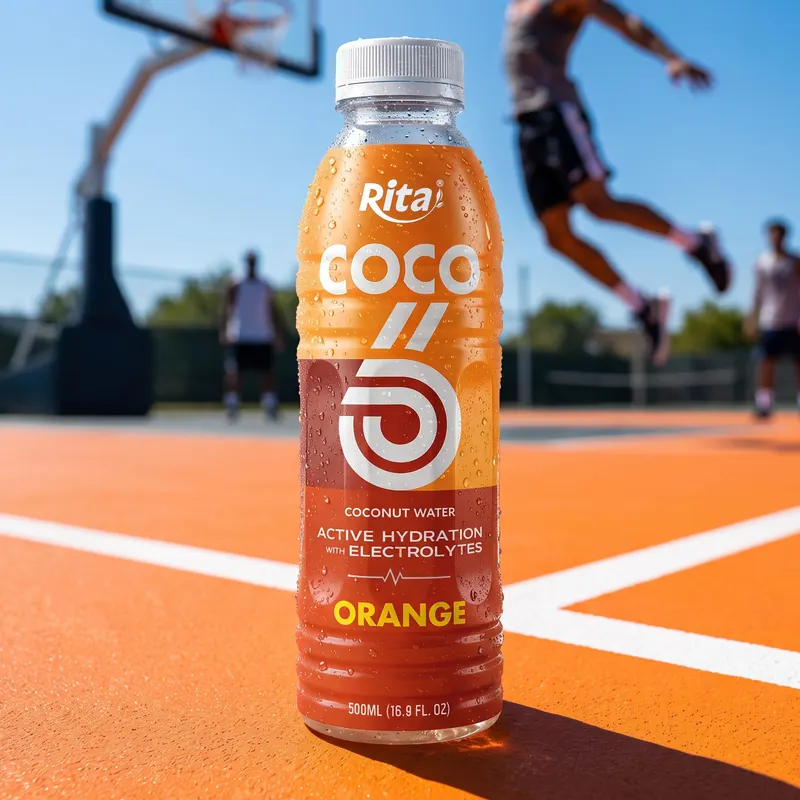 Rita®
COCO
COCONUT WATER
ACTIVE HYDRATION
WITH ELECTROLYTES
ORANGE
500ML (16.9 FL. OZ)